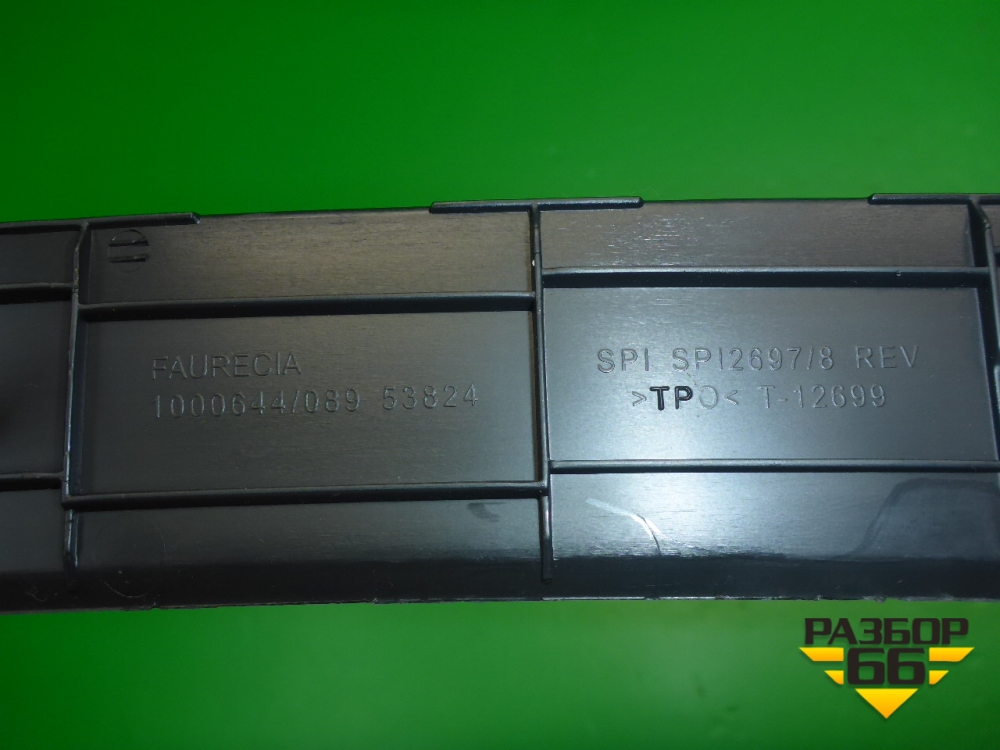 FAURECIA
1000644/089 53824
SPI SPI2697/8 REV
>TPO< T-12699
РАЗБОР
66